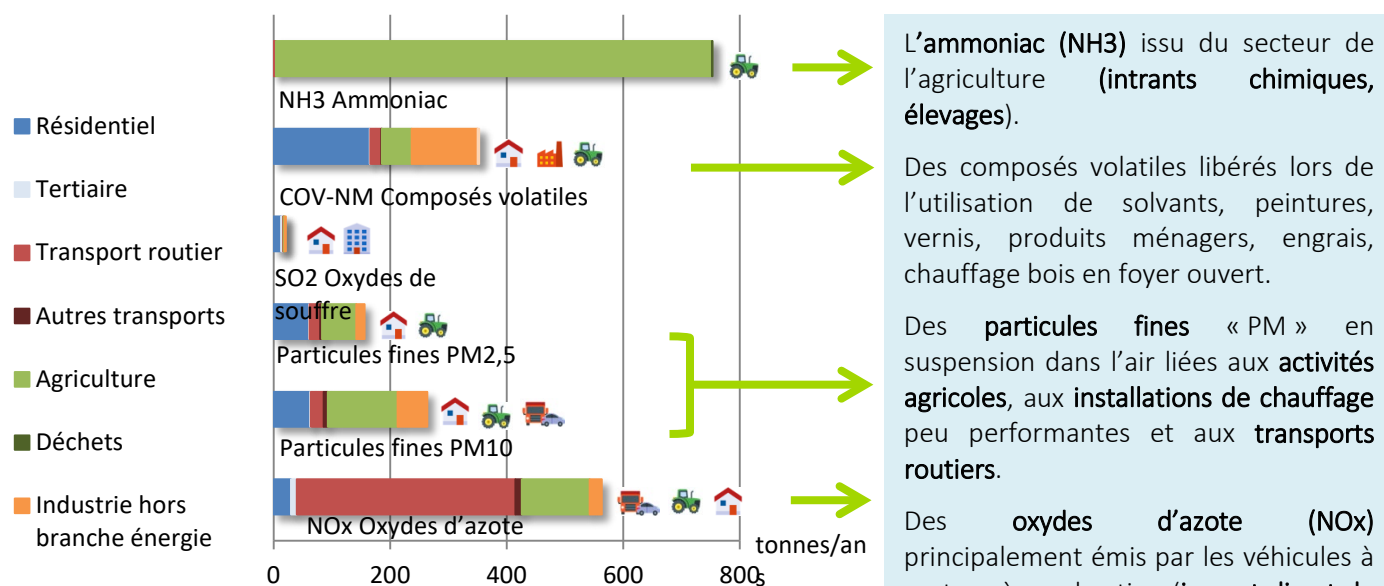 Résidentiel
Tertiaire
Transport routier
Autres transports
Agriculture
Déchets
Industrie hors
branche énergie
NH3 Ammoniac
COV-NM Composés volatiles
SO2 Oxydes de
souffre
Particules fines PM2,5
Particules fines PM10
NOx Oxydes d'azote
tonnes/an
s
0 200 400 600 800
L'ammoniac (NH3) issu du secteur de
l'agriculture (intrants chimiques,
élevages).
Des composés volatiles libérés lors de
l'utilisation de solvants, peintures,
vernis, produits ménagers, engrais,
chauffage bois en foyer ouvert.
Des particules fines « PM » en
suspension dans l'air liées aux activités
agricoles, aux installations de chauffage
peu performantes et aux transports
routiers.
Des oxydes d'azote (NOx)
principalement émis par les véhicules à